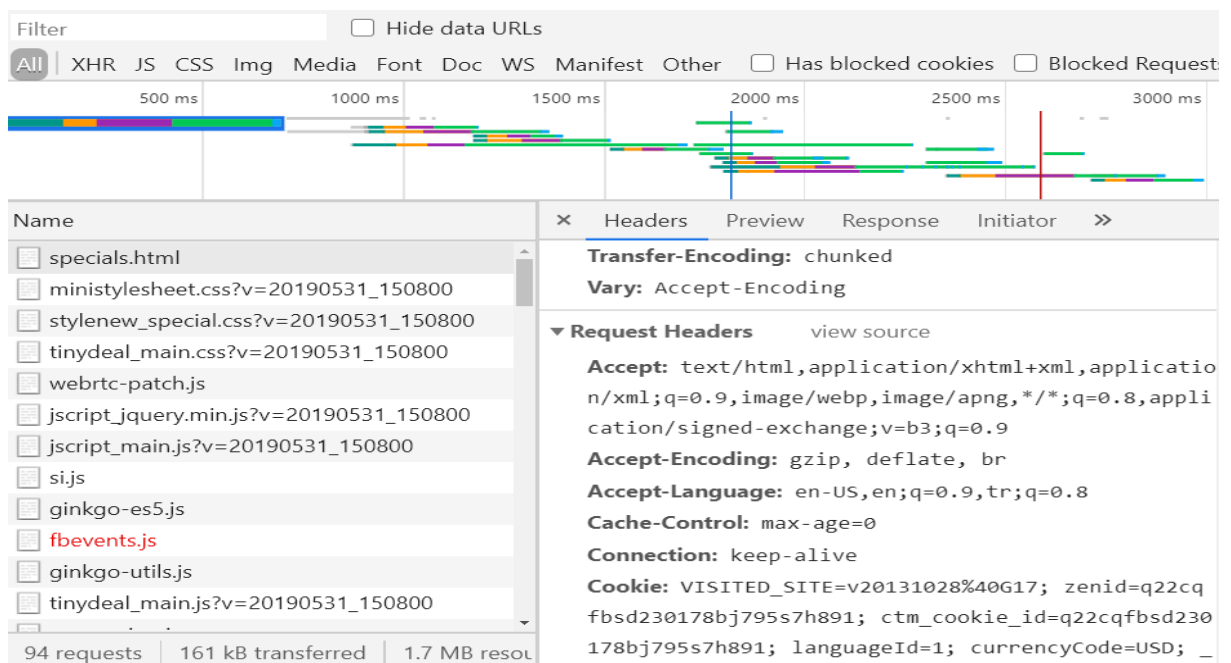 Filter Hide data URLs
All XHR JS CSS Img Media Font Doc WS Manifest Other Has blocked cookies Blocked Requests
500 ms 1000 ms 1500 ms 2000 ms 2500 ms 3000 ms
Name
specials.html
ministylesheet.css?v=20190531_150800
stylenew_special.css?v=20190531_150800
tinydeal_main.css?v=20190531_150800
webrtc-patch.js
jscript_jquery.min.js?v=20190531_150800
jscript_main.js?v=20190531_150800
si.js
ginkgo-es5.js
fbevents.js
ginkgo-utils.js
tinydeal_main.js?v=20190531_150800
94 requests 161 kB transferred 1.7 MB resou
× Headers Preview Response Initiator »
Transfer-Encoding: chunked
Vary: Accept-Encoding
▼ Request Headers view source
Accept: text/html,application/xhtml+xml,applicatio
n/xml;q=0.9,image/webp,image/apng,*/*;q=0.8,appli
cation/signed-exchange;v=b3;q=0.9
Accept-Encoding: gzip, deflate, br
Accept-Language: en-US,en;q=0.9,tr;q=0.8
Cache-Control: max-age=0
Connection: keep-alive
Cookie: VISITED_SITE=v20131028%40G17; zenid=q22cq
fbsd230178bj795s7h891; ctm_cookie_id=q22cqfbsd230
178bj795s7h891; languageId=1; currencyCode=USD; _